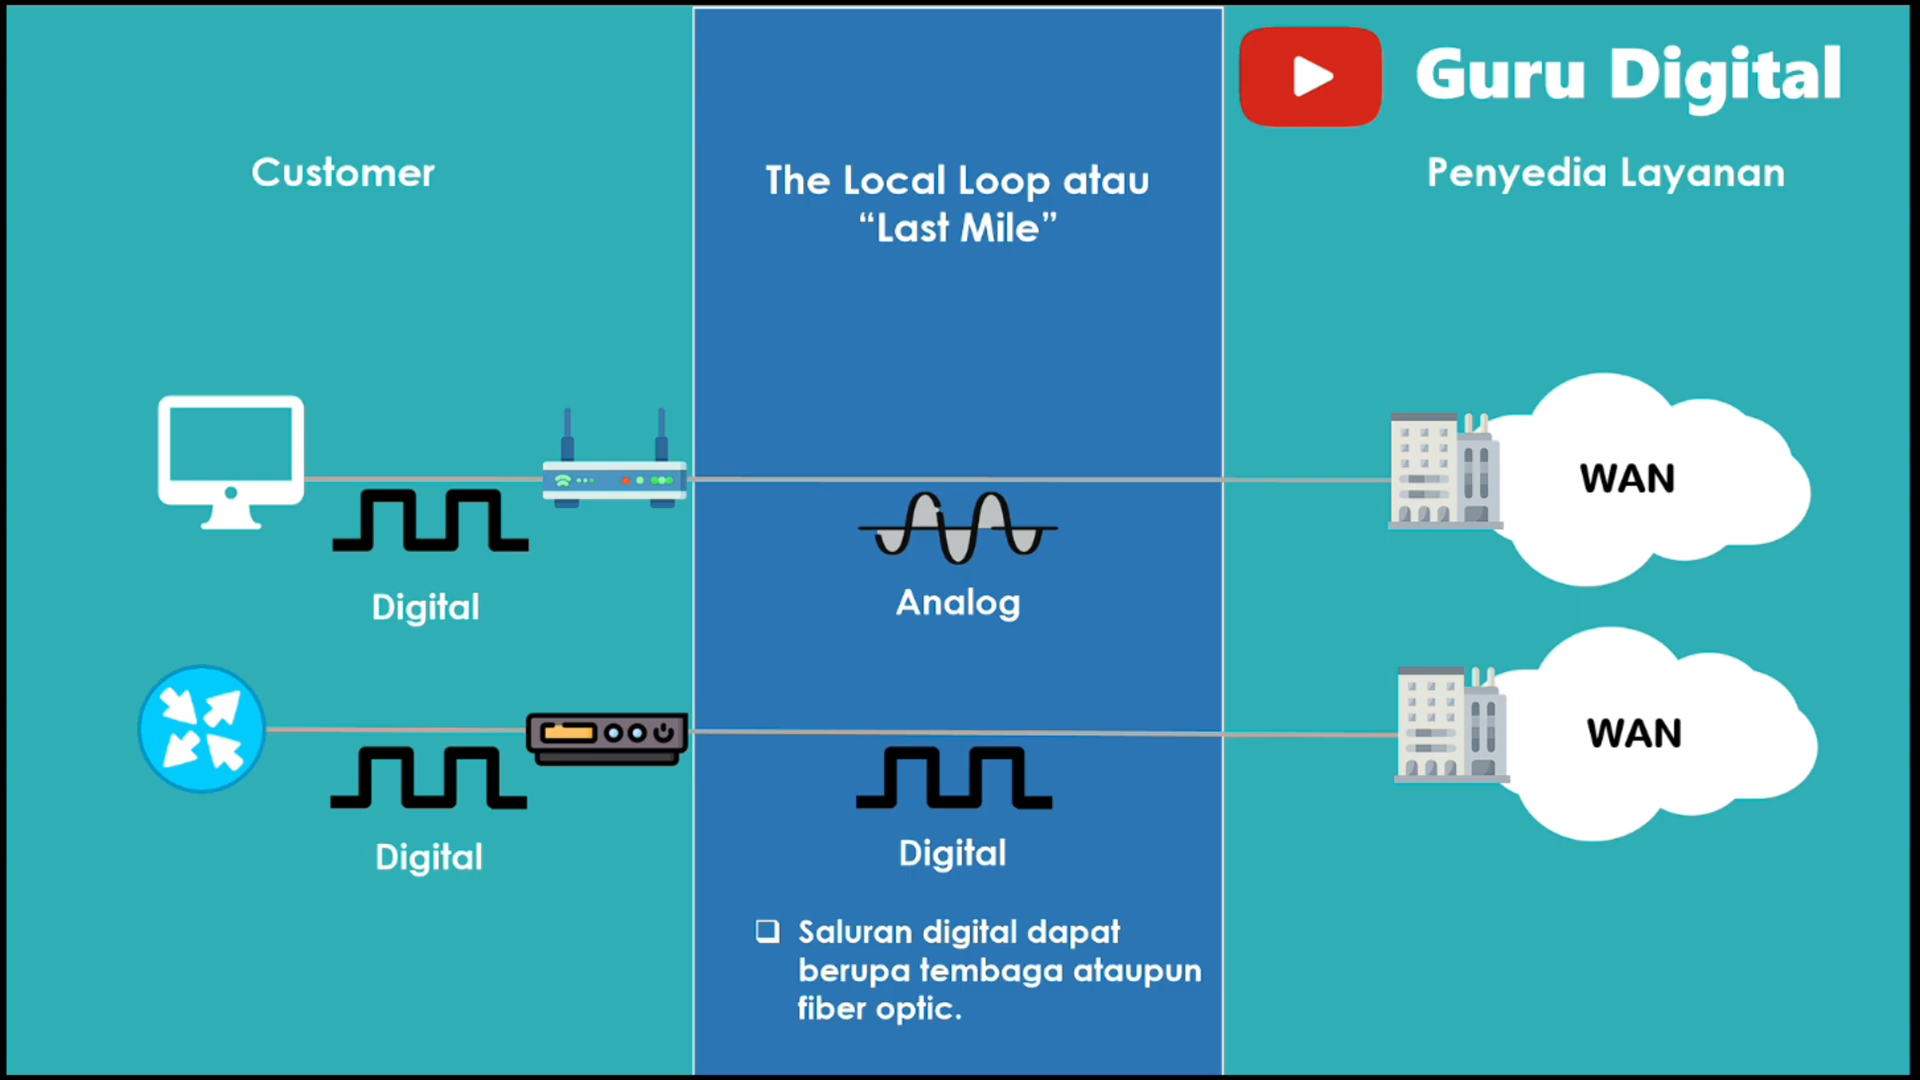 Guru Digital
Customer
The Local Loop atau
“Last Mile”
Penyedia Layanan
WAN
Digital
Analog
WAN
Digital
Digital
❑ Saluran digital dapat
berupa tembaga ataupun
fiber optic.